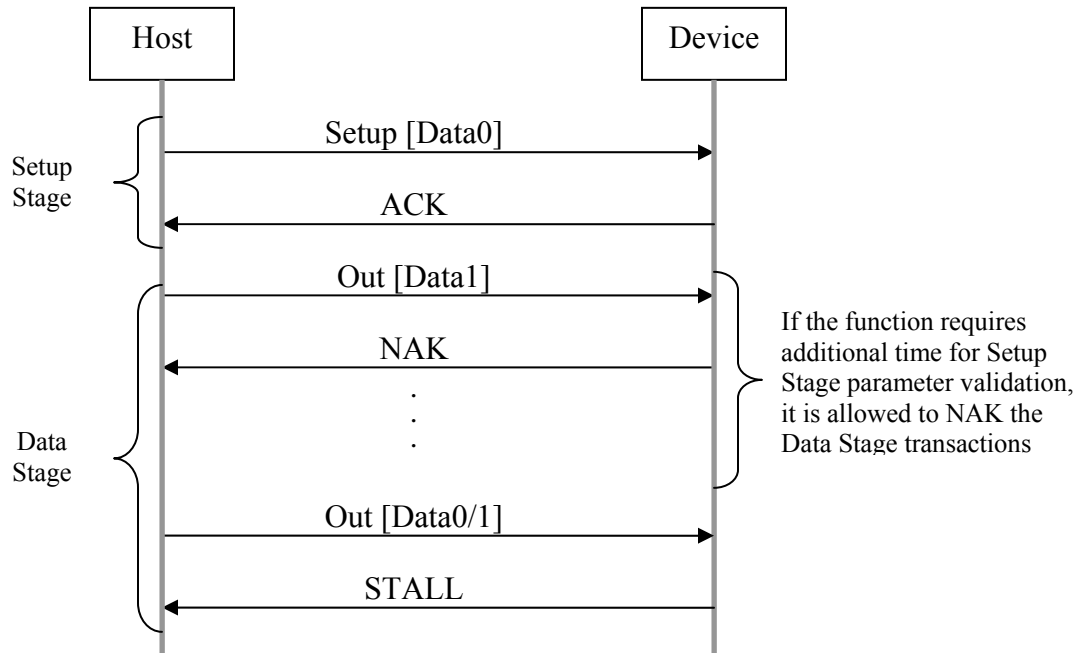 Host
Device
Setup [Data0]
Setup
Stage
ACK
Out [Data1]
If the function requires
additional time for Setup
Stage parameter validation,
it is allowed to NAK the
Data Stage transactions
NAK
.
.
.
Data
Stage
Out [Data0/1]
STALL